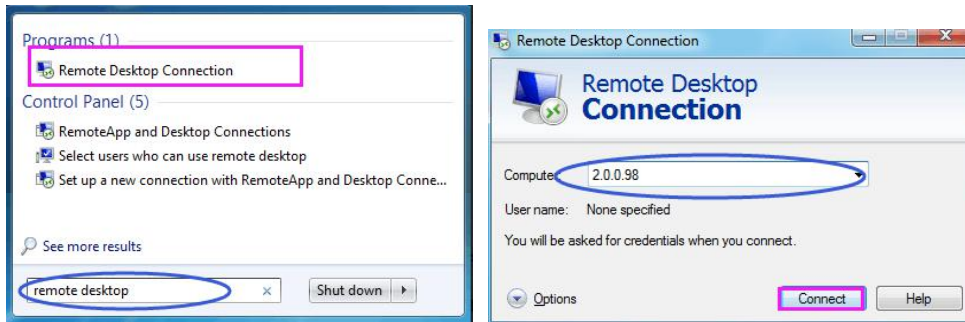 Programs (1)
Remote Desktop Connection
Control Panel (5)
RemoteApp and Desktop Connections
Select users who can use remote desktop
Set up a new connection with RemoteApp and Desktop Conne...
See more results
remote desktop
Shut down
Remote Desktop Connection
Remote Desktop
Connection
Computer
2.0.0.98
User name: None specified
You will be asked for credentials when you connect.
Options
Connect
Help